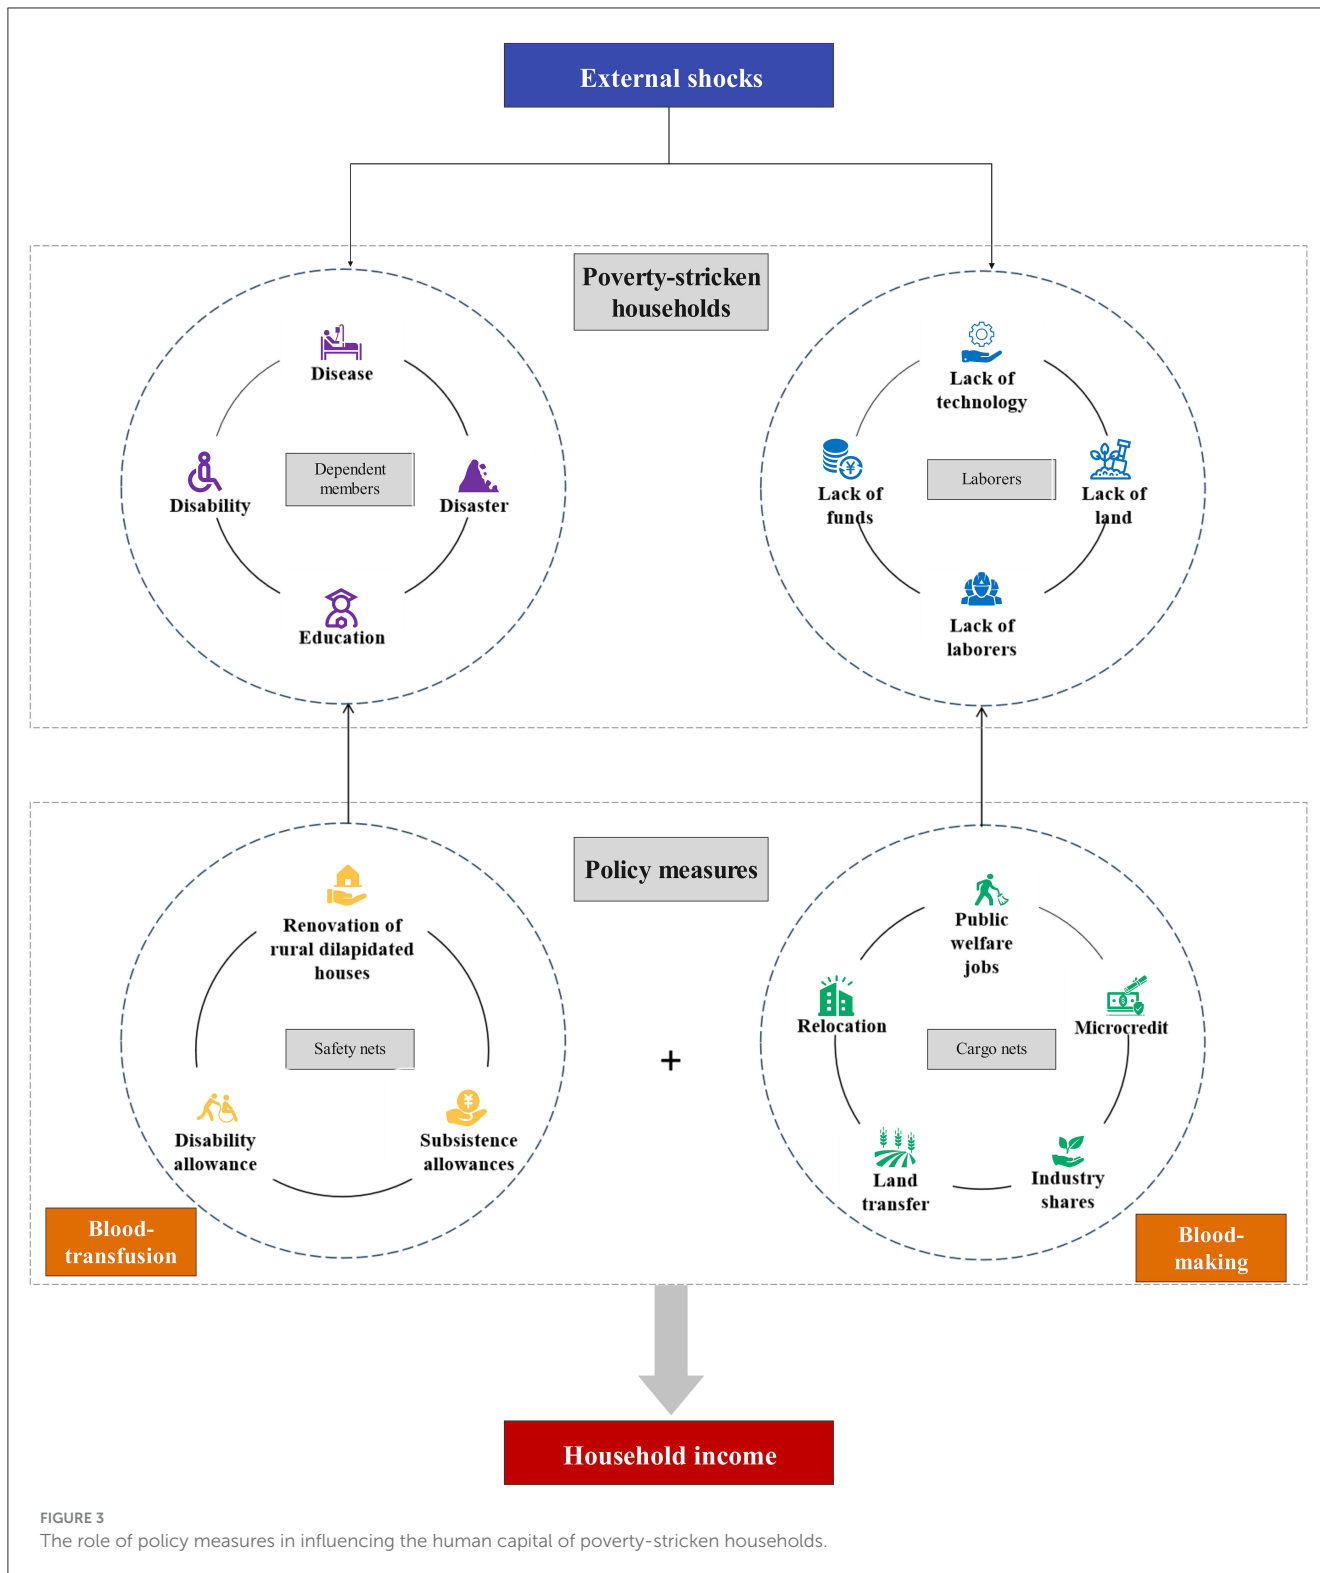 External shocks
Poverty-stricken
households
Disease
Disability
Dependent
members
Disaster
Education
Lack of
technology
Lack of
funds
Laborers
Lack of
land
Lack of
laborers
Policy measures
Renovation of
rural dilapidated
houses
Safety nets
Disability
allowance
Subsistence
allowances
Blood-
transfusion
+
Public
welfare
jobs
Relocation
Microcredit
Cargo nets
Land
transfer
Industry
shares
Blood-
making
Household income
FIGURE 3
The role of policy measures in influencing the human capital of poverty-stricken households.